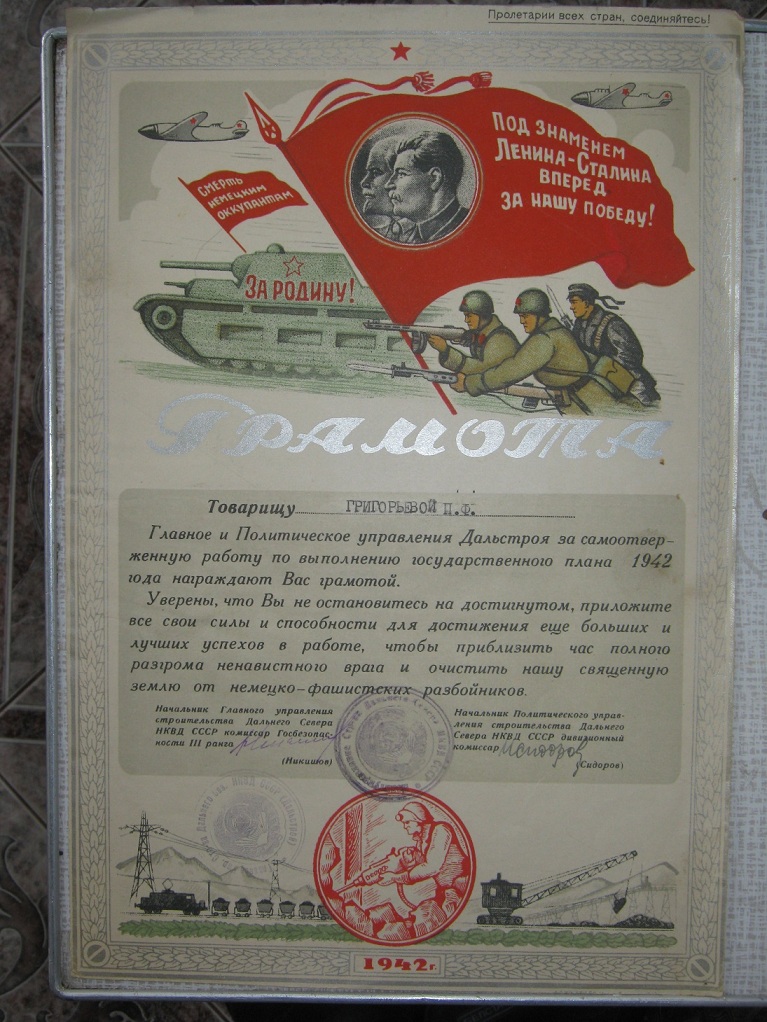 Пролетарии всех стран, соединяйтесь!
Под знаменем
Ленина-Сталина
вперед
за нашу победу!
Смерть
немецким
оккупантам
За Родину!
Грамота
Товарищу ГРИГОРЬЕВОЙ П.Ф.
Главное и Политическое управления Дальстроя за самоотвер-
женную работу по выполнению государственного плана 1942
года награждают Вас грамотой.
Уверены, что Вы не остановитесь на достигнутом, приложите
все свои силы и способности для достижения еще больших и
лучших успехов в работе, чтобы приблизить час полного
разгрома ненавистного врага и очистить нашу священную
землю от немецко-фашистских разбойников.
Начальник Главного управления
строительства Дальнего Севера
НКВД СССР комиссар Госбезопас-
ности III ранга
(Никишов)
Начальник Политического управ-
ления строительства Дальнего
Севера НКВД СССР дивизионный
комиссар
(Сидоров)
1942 г.